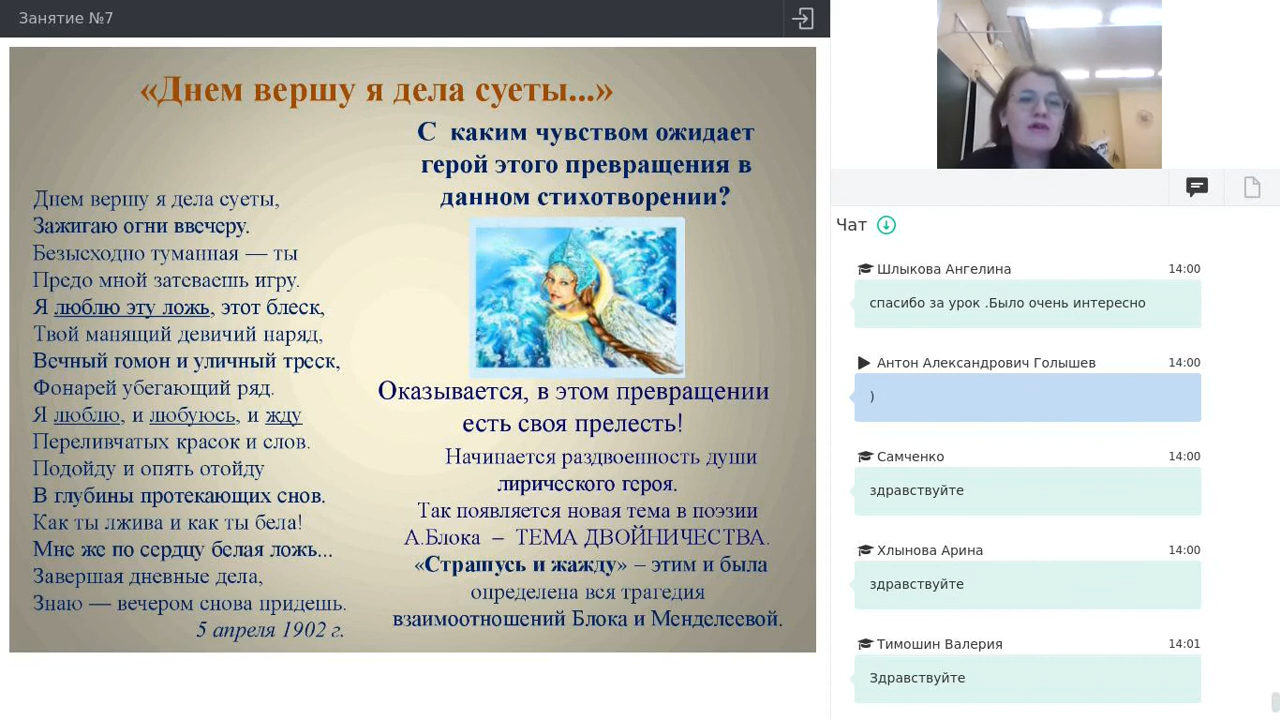 Занятие №7
«Днем вершу я дела суеты...»
Днем вершу я дела суеты,
Зажигаю огни ввечеру.
Безысходно туманная — ты
Предо мной затеваешь игру.
Я люблю эту ложь, этот блеск,
Твой манящий девичий наряд,
Вечный гомон и уличный треск,
Фонарей убегающий ряд.
Я люблю, и любуюсь, и жду
Переливчатых красок и слов.
Подойду и опять отойду
В глубины протекающих снов.
Как ты лжива и как ты бела!
Мне же по сердцу белая ложь...
Завершая дневные дела,
Знаю — вечером снова придешь.
5 апреля 1902 г.
С каким чувством ожидает
герой этого превращения в
данном стихотворении?
Оказывается, в этом превращении
есть своя прелесть!
Начинается раздвоенность души
лирического героя.
Так появляется новая тема в поэзии
А.Блока – ТЕМА ДВОЙНИЧЕСТВА.
«Страшусь и жажду» – этим и была
определена вся трагедия
взаимоотношений Блока и Менделеевой.
Чат
Шлыкова Ангелина 14:00
спасибо за урок .Было очень интересно
Антон Александрович Голышев 14:00
)
Самченко 14:00
здравствуйте
Хлынова Арина 14:00
здравствуйте
Тимошин Валерия 14:01
Здравствуйте